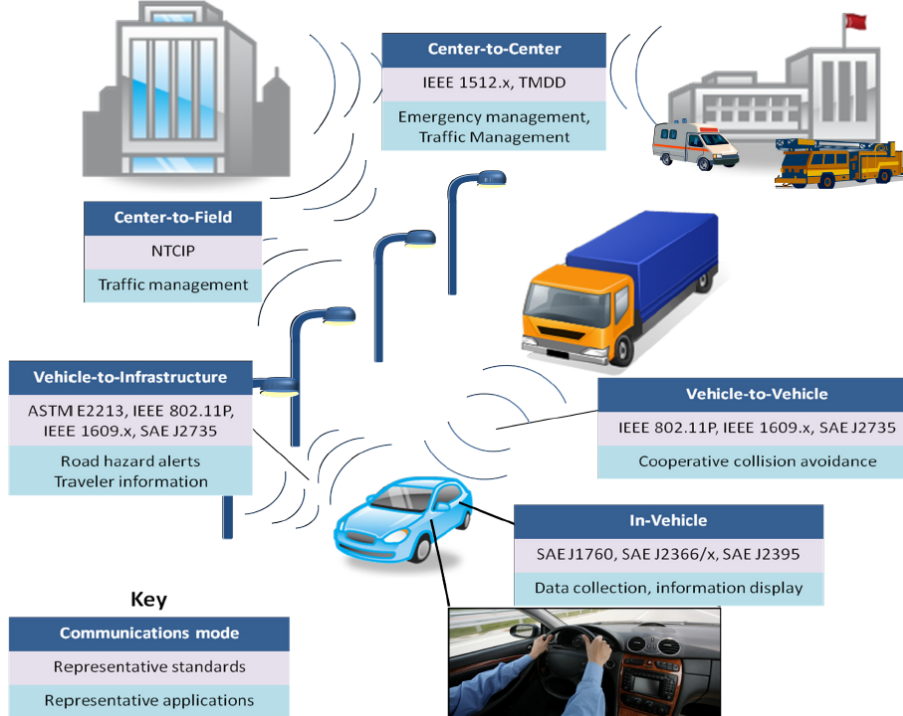 Center-to-Center
IEEE 1512.x, TMDD
Emergency management,
Traffic Management
Center-to-Field
NTCIP
Traffic management
Vehicle-to-Infrastructure
ASTM E2213, IEEE 802.11P,
IEEE 1609.x, SAE J2735
Road hazard alerts
Traveler information
Vehicle-to-Vehicle
IEEE 802.11P, IEEE 1609.x, SAE J2735
Cooperative collision avoidance
In-Vehicle
SAE J1760, SAE J2366/x, SAE J2395
Data collection, information display
Key
Communications mode
Representative standards
Representative applications